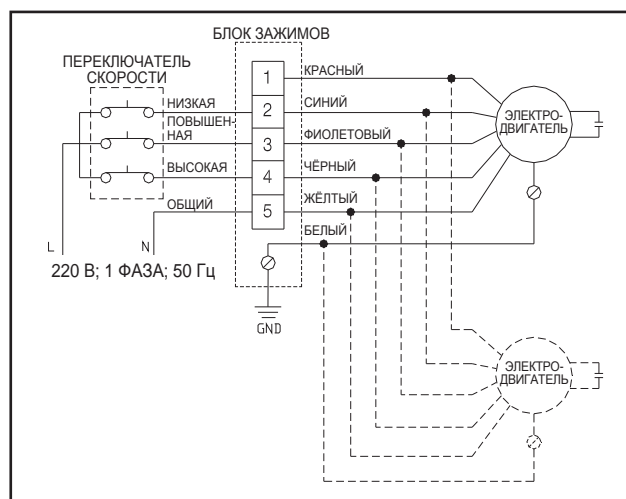 БЛОК ЗАЖИМОВ
ПЕРЕКЛЮЧАТЕЛЬ
СКОРОСТИ
1
КРАСНЫЙ
НИЗКАЯ
2
СИНИЙ
ПОВЫШЕН-
НАЯ
3
ФИОЛЕТОВЫЙ
ВЫСОКАЯ
4
ЧЁРНЫЙ
ОБЩИЙ
5
ЖЁЛТЫЙ
БЕЛЫЙ
ЭЛЕКТРО-
ДВИГАТЕЛЬ
L
N
220 В; 1 ФАЗА; 50 Гц
GND
ЭЛЕКТРО-
ДВИГАТЕЛЬ